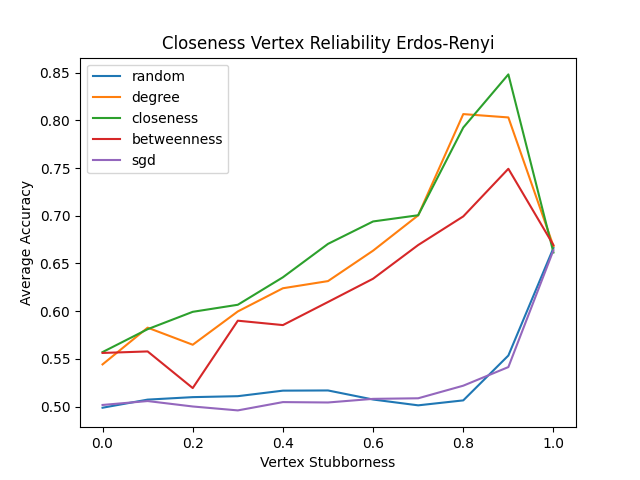 Closeness Vertex Reliability Erdos-Renyi
random
degree
closeness
betweenness
sgd
Average Accuracy
0.85
0.80
0.75
0.70
0.65
0.60
0.55
0.50
0.0 0.2 0.4 0.6 0.8 1.0
Vertex Stubborness